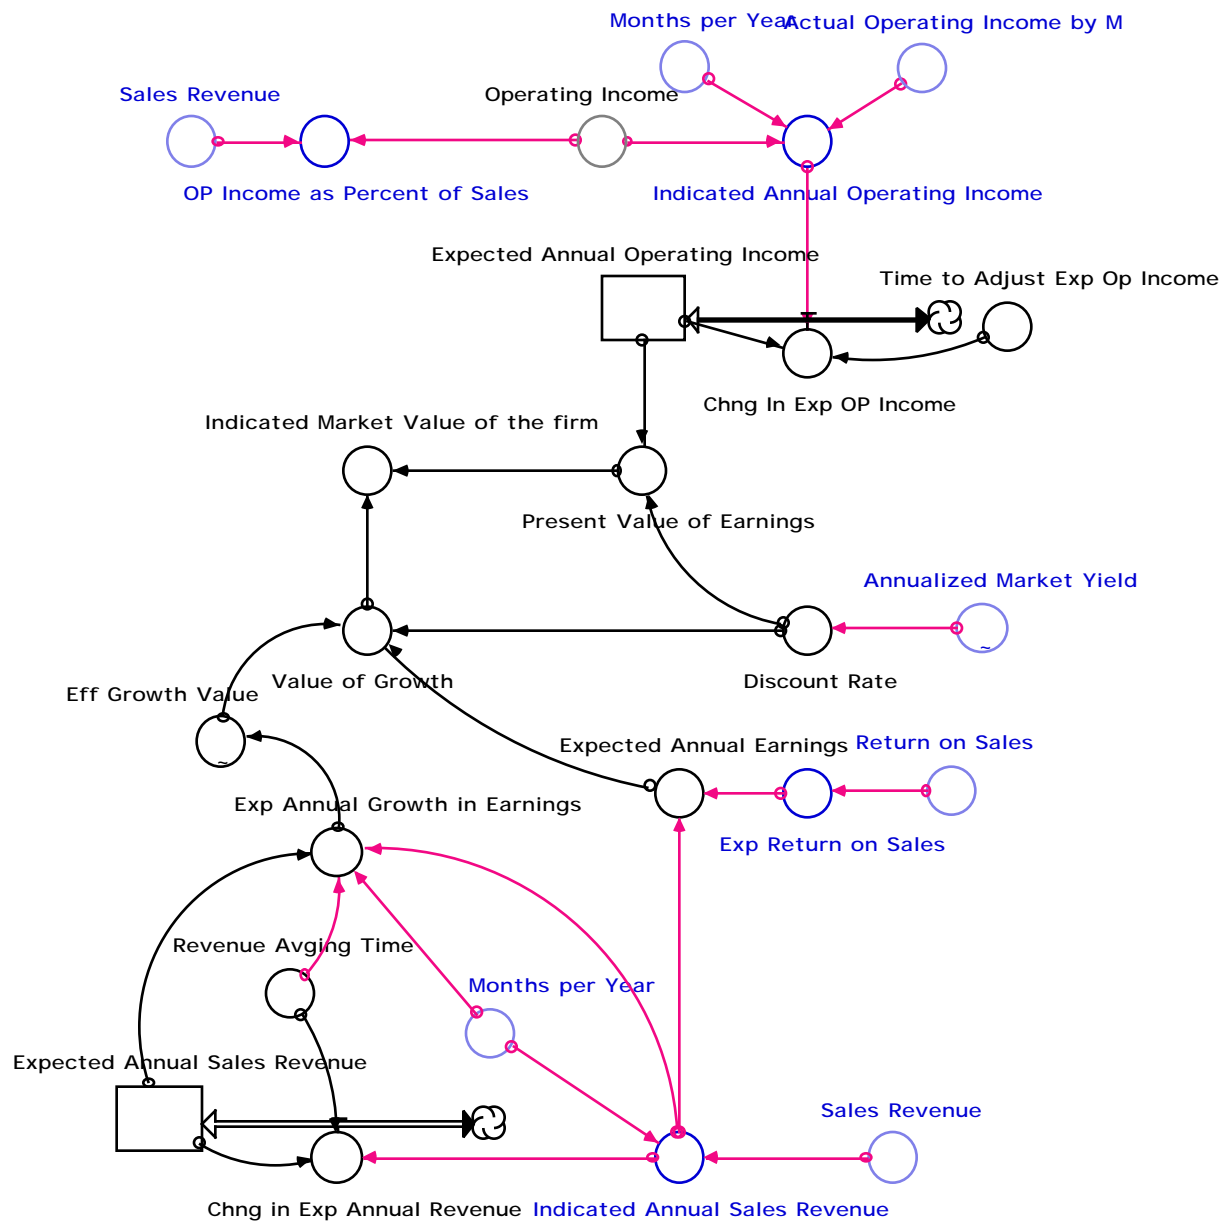 Months per Year
Actual Operating Income by M
Sales Revenue
Operating Income
OP Income as Percent of Sales
Indicated Annual Operating Income
Expected Annual Operating Income
Time to Adjust Exp Op Income
Chng In Exp OP Income
Indicated Market Value of the firm
Present Value of Earnings
Annualized Market Yield
~
Value of Growth
Discount Rate
Eff Growth Value
~
Expected Annual Earnings
Return on Sales
Exp Annual Growth in Earnings
Exp Return on Sales
Revenue Avging Time
Months per Year
Expected Annual Sales Revenue
Sales Revenue
Chng in Exp Annual Revenue
Indicated Annual Sales Revenue